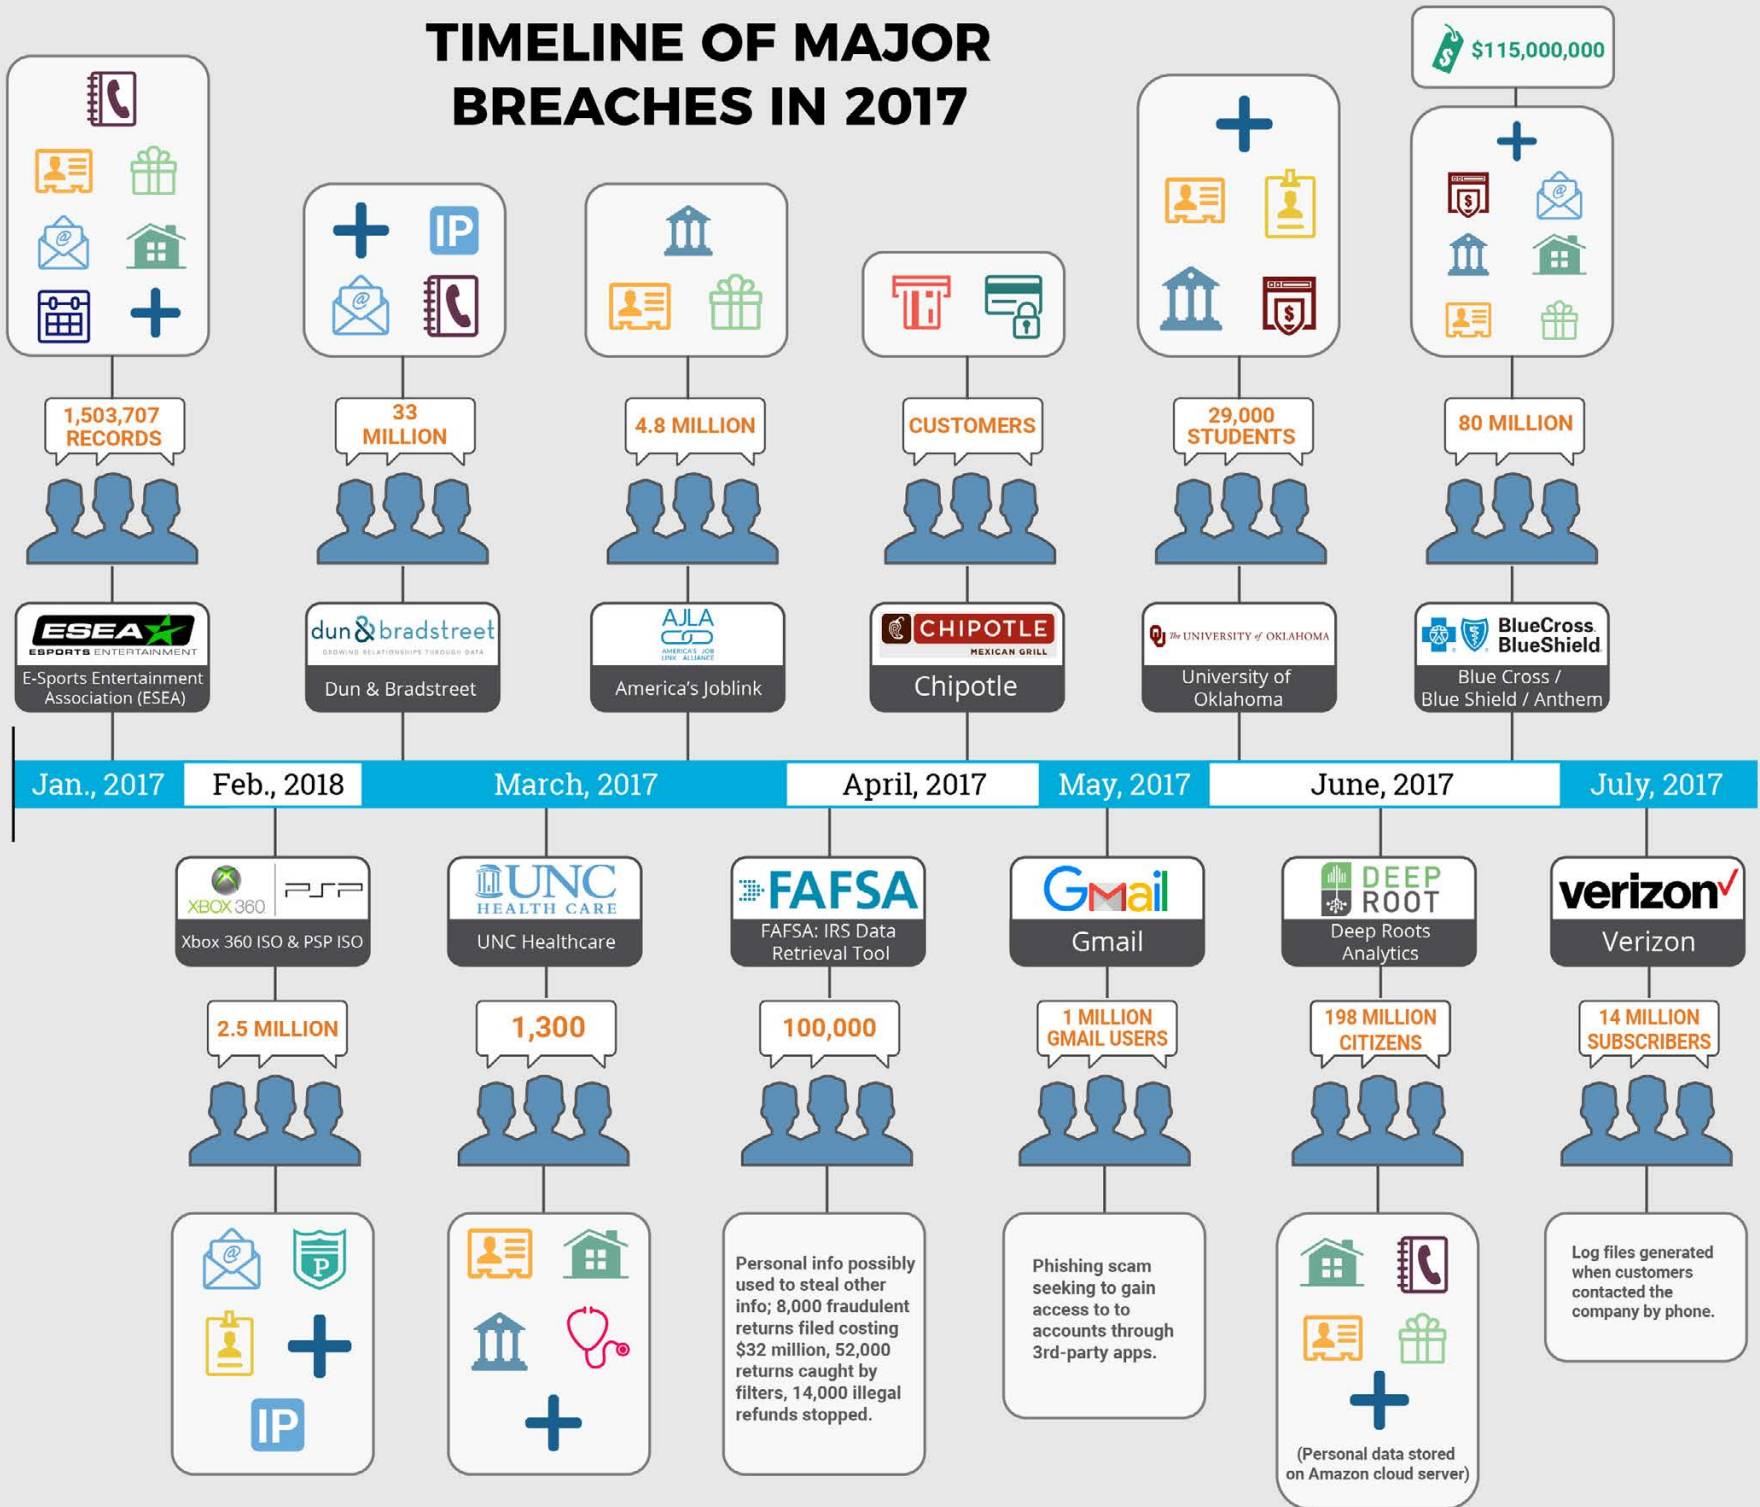 TIMELINE OF MAJOR
BREACHES IN 2017
$115,000,000
IP
1,503,707
RECORDS
33
MILLION
4.8 MILLION
CUSTOMERS
29,000
STUDENTS
80 MILLION
ESEA
ESPORTS ENTERTAINMENT
E-Sports Entertainment
Association (ESEA)
dun & bradstreet
GROWING RELATIONSHIPS THROUGH DATA
Dun & Bradstreet
AJLA
AMERICA'S JOB
LINK ALLIANCE
America's Joblink
CHIPOTLE
MEXICAN GRILL
Chipotle
The UNIVERSITY of OKLAHOMA
University of
Oklahoma
BlueCross
BlueShield
Blue Cross /
Blue Shield / Anthem
Jan., 2017
Feb., 2018
March, 2017
April, 2017
May, 2017
June, 2017
July, 2017
XBOX 360
PSP
Xbox 360 ISO & PSP ISO
UNC
HEALTH CARE
UNC Healthcare
FAFSA
FAFSA: IRS Data
Retrieval Tool
Gmail
Gmail
DEEP
ROOT
Deep Roots
Analytics
verizon
Verizon
2.5 MILLION
1,300
100,000
1 MILLION
GMAIL USERS
198 MILLION
CITIZENS
14 MILLION
SUBSCRIBERS
P
IP
Personal info possibly
used to steal other
info; 8,000 fraudulent
returns filed costing
$32 million, 52,000
returns caught by
filters, 14,000 illegal
refunds stopped.
Phishing scam
seeking to gain
access to to
accounts through
3rd-party apps.
(Personal data stored
on Amazon cloud server)
Log files generated
when customers
contacted the
company by phone.